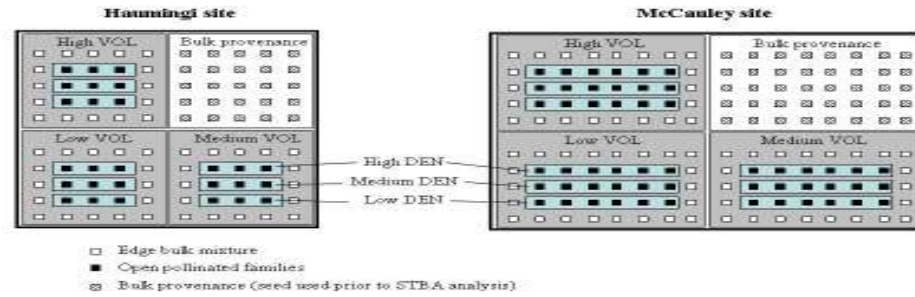 Haumingi site
McCauley site
High VOL
Bulk provenance
High VOL
Bulk provenance
Low VOL
Medium VOL
Low VOL
Medium VOL
High DEN
Medium DEN
Low DEN
Edge bulk mixture
Open pollinated families
Bulk provenance (seed used prior to STBA analysis)